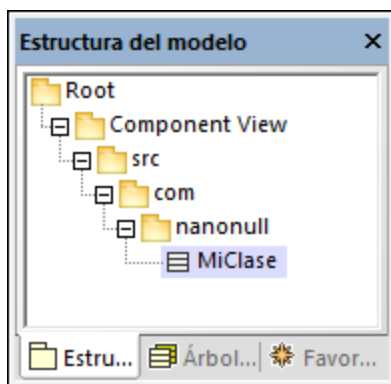 Estructura del modelo
Root
Component View
src
com
nanonull
MiClase
Estru... Árbol... Favor...